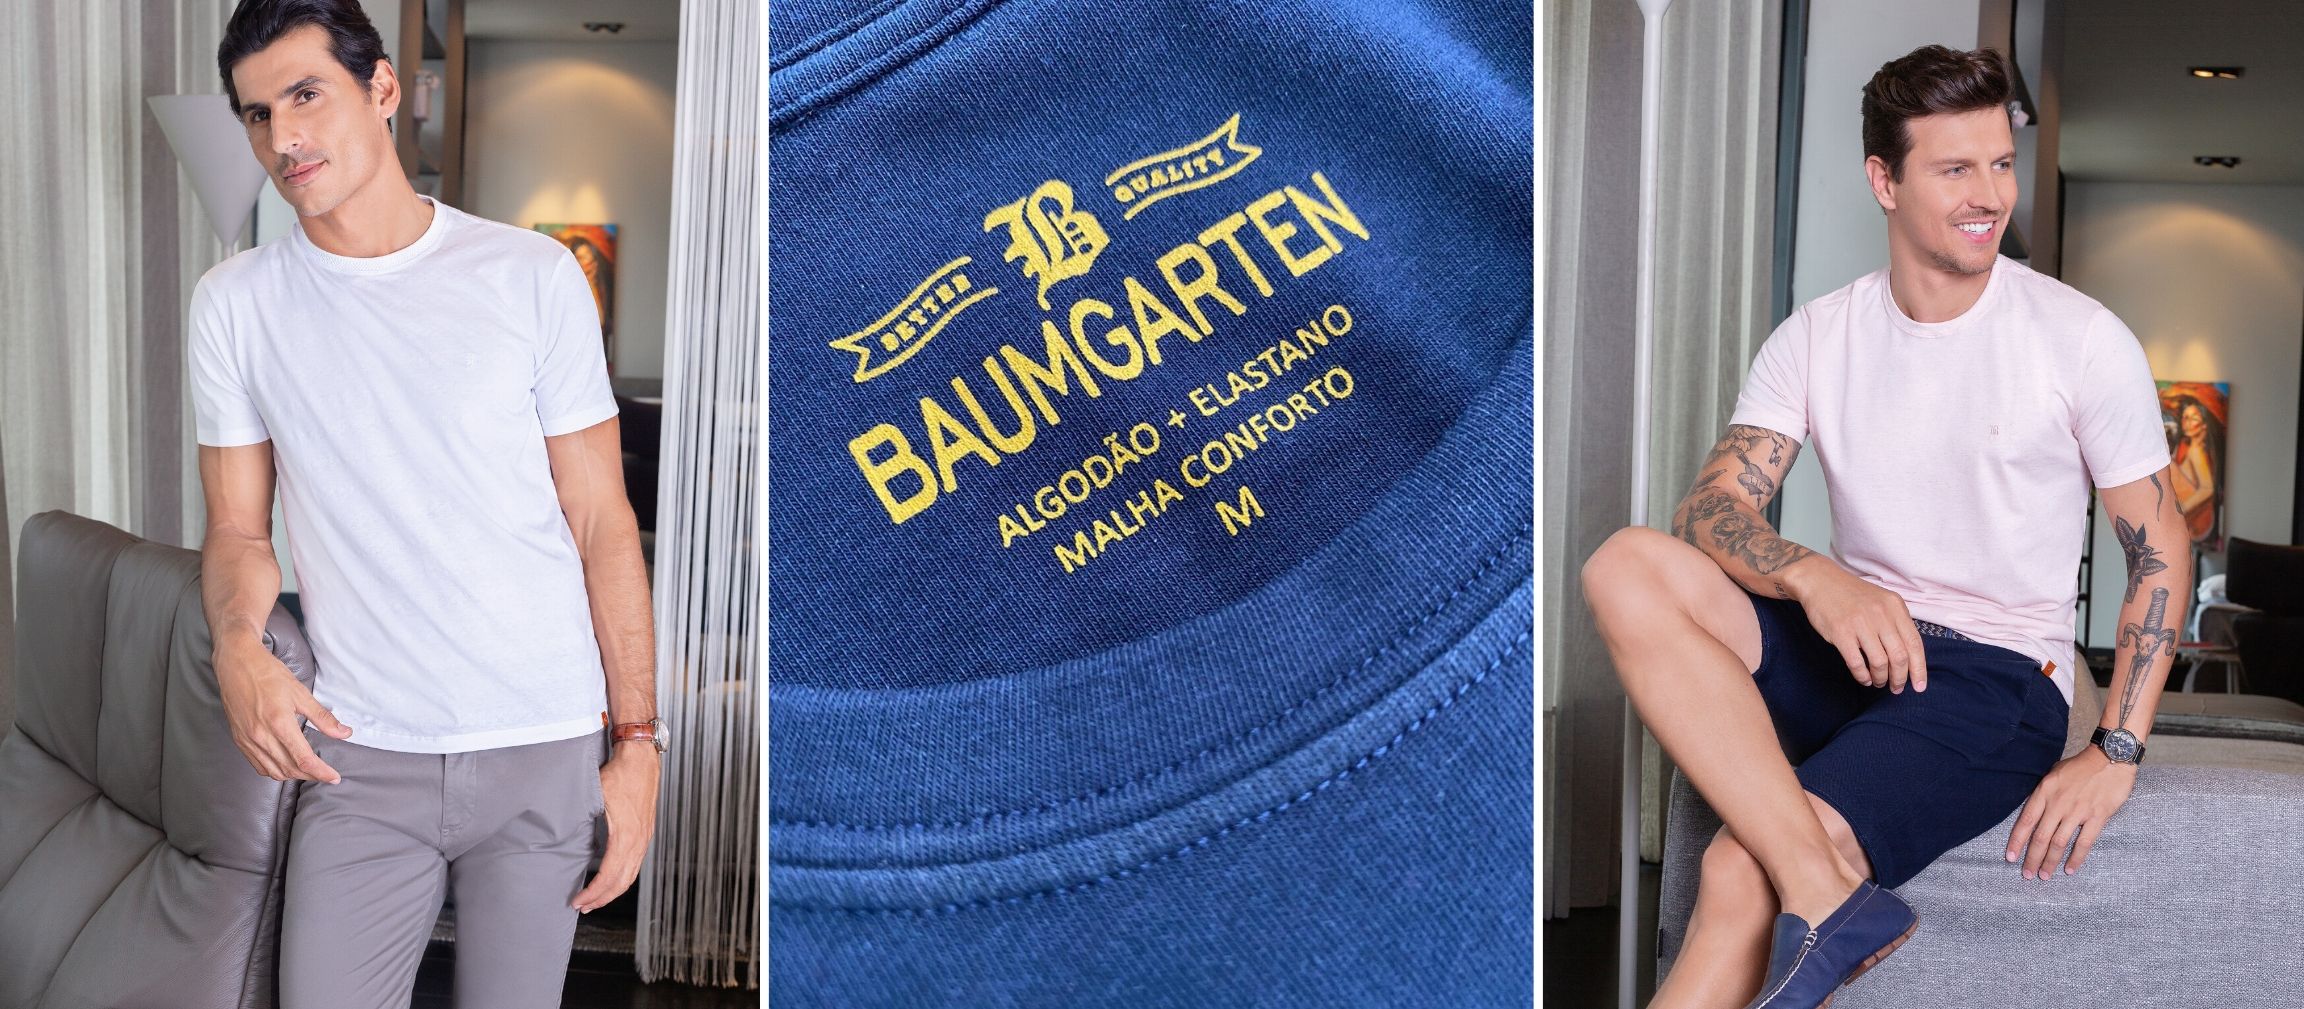 BETTER B QUALITY
BAUMGARTEN
ALGODÃO + ELASTANO
MALHA CONFORTO
M